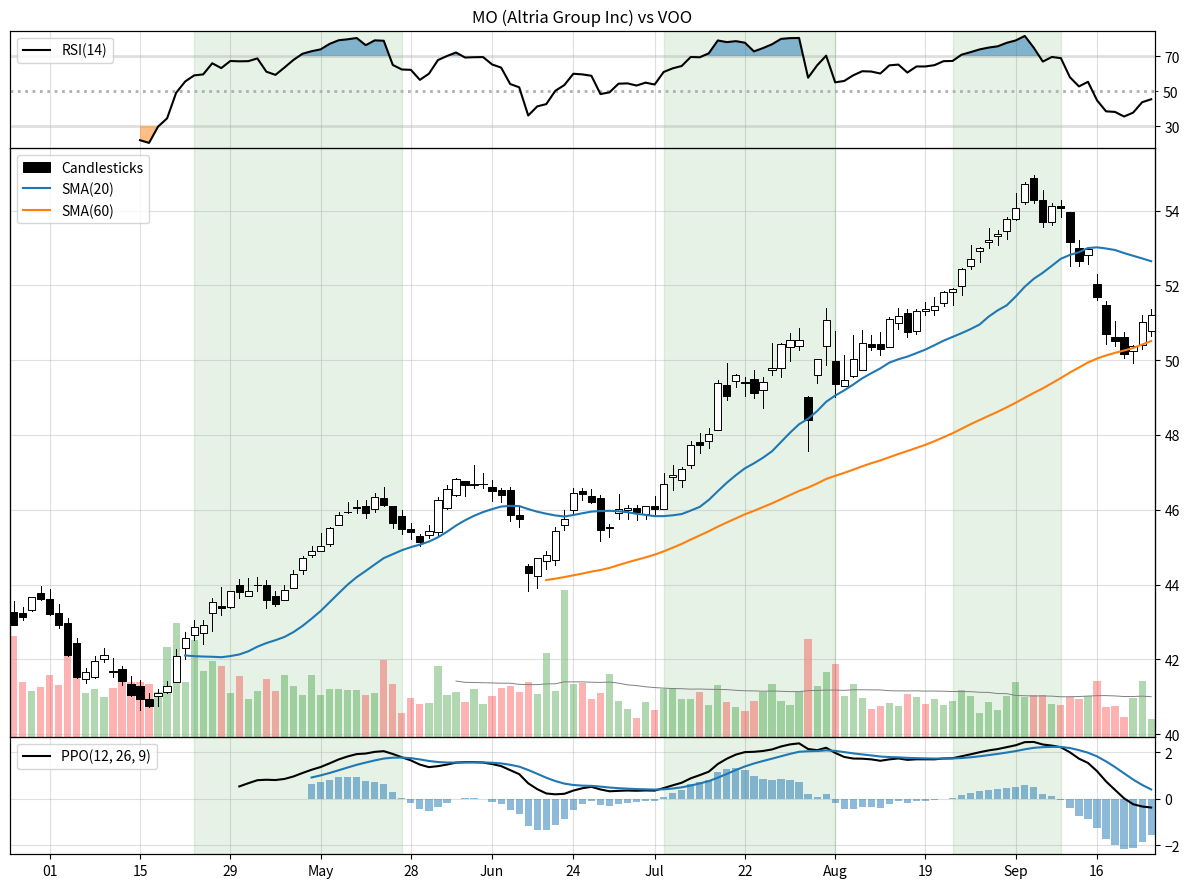 MO (Altria Group Inc) vs VOO
RSI(14)
70
50
30
Candlesticks
SMA(20)
SMA(60)
54
52
50
48
46
44
42
40
PPO(12, 26, 9)
2
0
−2
01 15 29 May 28 Jun 24 Jul 22 Aug 19 Sep 16